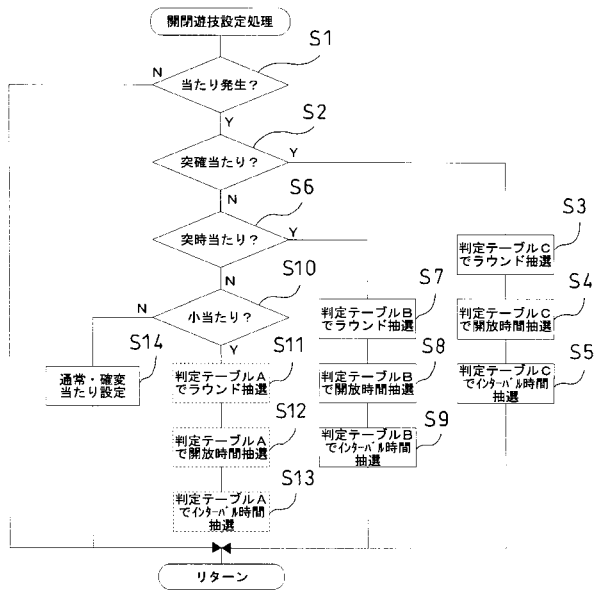 開閉遊技設定処理
S1
N
当たり発生？
Y
S2
突確当たり？
Y
N
S6
突時当たり？
Y
N
S10
N
小当たり？
Y
S3
判定テーブルC
でラウンド抽選
S4
判定テーブルC
で開放時間抽選
S5
判定テーブルC
でインターバル時間
抽選
S7
判定テーブルB
でラウンド抽選
S8
判定テーブルB
で開放時間抽選
S9
判定テーブルB
でインターバル時間
抽選
S14
通常・確変
当たり設定
S11
判定テーブルA
でラウンド抽選
S12
判定テーブルA
で開放時間抽選
S13
判定テーブルA
でインターバル時間
抽選
リターン